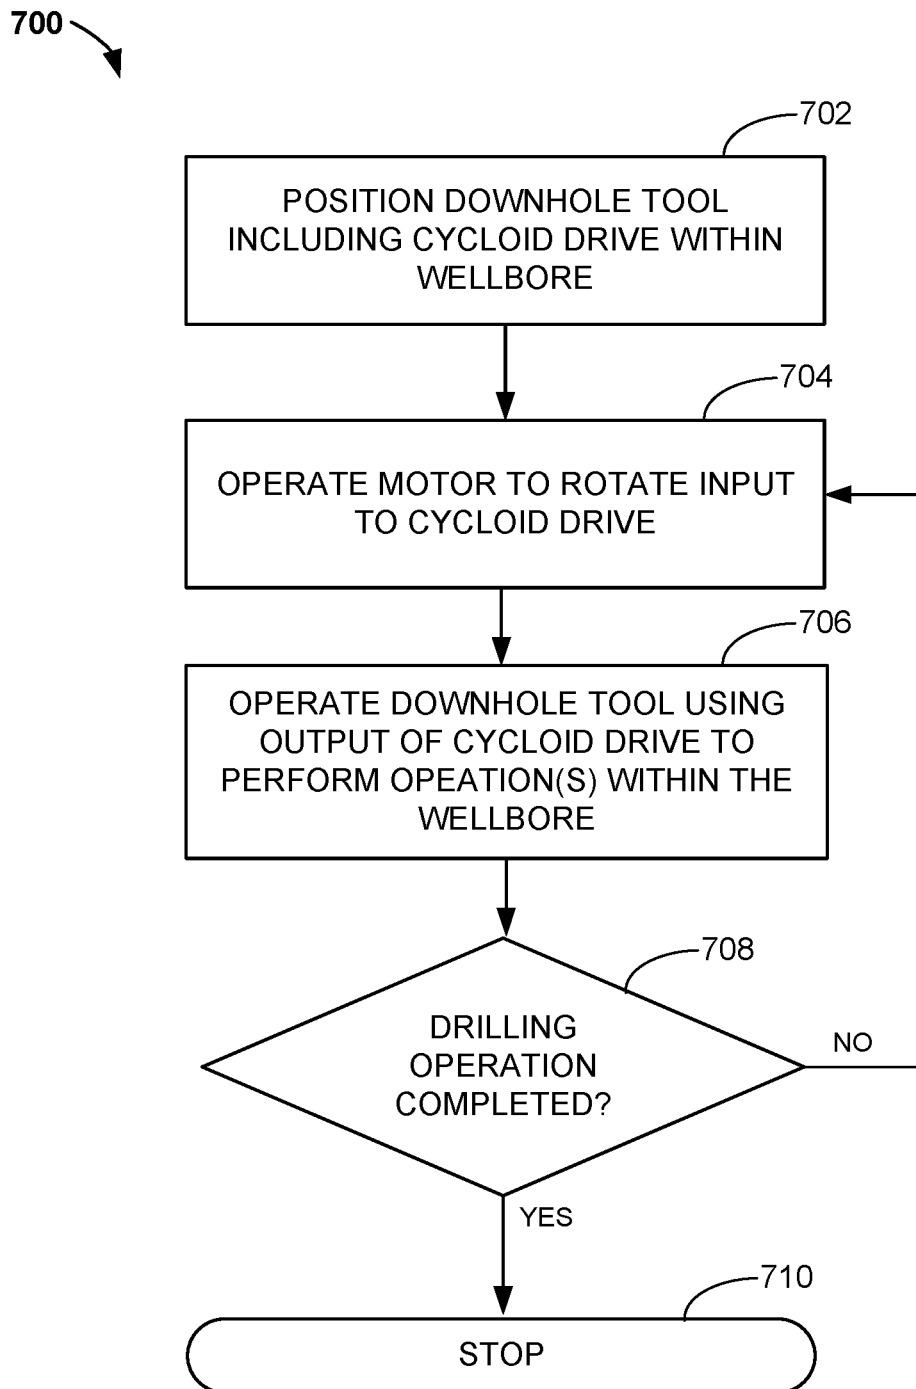 700
702
POSITION DOWNHOLE TOOL
INCLUDING CYCLOID DRIVE WITHIN
WELLBORE
704
OPERATE MOTOR TO ROTATE INPUT
TO CYCLOID DRIVE
706
OPERATE DOWNHOLE TOOL USING
OUTPUT OF CYCLOID DRIVE TO
PERFORM OPEATION(S) WITHIN THE
WELLBORE
708
DRILLING
OPERATION
COMPLETED?
NO
YES
710
STOP